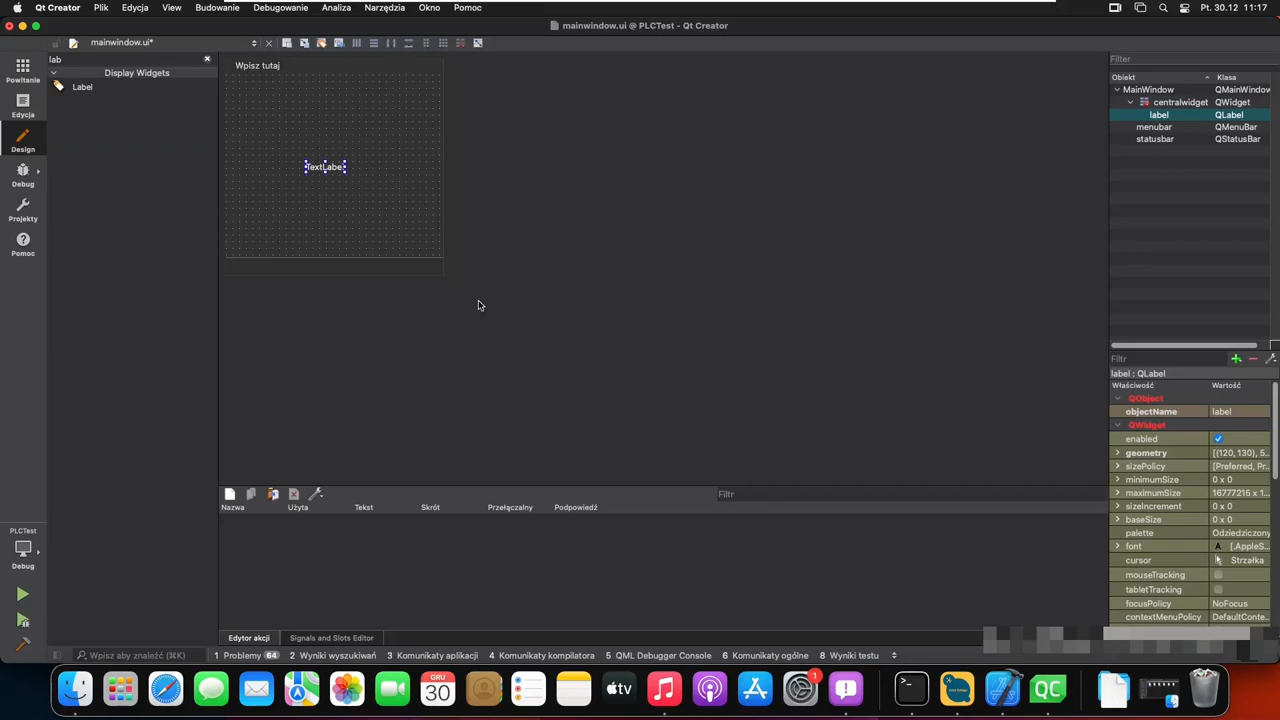 Qt Creator Plik Edycja View Budowanie Debugowanie Analiza Narzędzia Okno Pomoc Pt. 30.12 11:17
mainwindow.ui @ PLCTest - Qt Creator
mainwindow.ui*
lab
Display Widgets
Label
Powitanie
Edycja
Design
Debug
Projekty
Pomoc
PLCTest
Debug
Wpisz tutaj
TextLabe
Filter
Obiekt Klasa
MainWindow QMainWindow
centralwidget QWidget
label QLabel
menubar QMenuBar
statusbar QStatusBar
Filtr
label : QLabel
Właściwość Wartość
QObject
objectName label
QWidget
enabled
geometry [(120, 130), 5...
sizePolicy [Preferred, Pr...
minimumSize 0 x 0
maximumSize 16777215 x 1...
sizeIncrement 0 x 0
baseSize 0 x 0
palette Odziedziczony
font A [.AppleS...
cursor Strzałka
mouseTracking
tabletTracking
focusPolicy NoFocus
contextMenuPolicy DefaultConte...
Filtr
Nazwa Użyta Tekst Skrót Przełączalny Podpowiedź
Edytor akcji Signals and Slots Editor
Wpisz aby znaleźć (⌘K) 1 Problemy 64 2 Wyniki wyszukiwań 3 Komunikaty aplikacji 4 Komunikaty kompilatora 5 QML Debugger Console 6 Komunikaty ogólne 8 Wyniki testu
GRU
30
tv
1
>_
QC